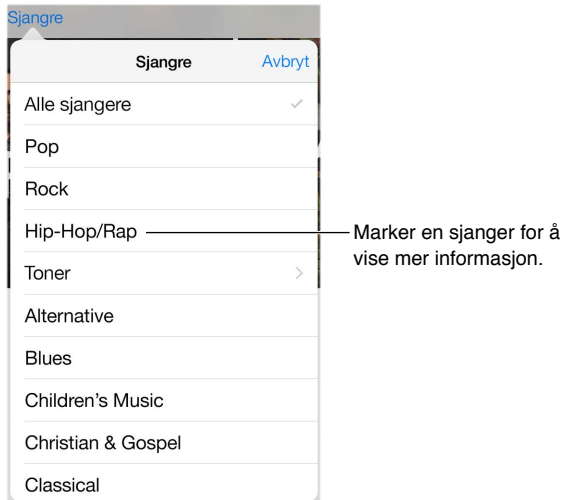 Sjangre
Sjangre Avbryt
Alle sjangere
Pop
Rock
Hip-Hop/Rap
Marker en sjanger for å
vise mer informasjon.
Toner
Alternative
Blues
Children’s Music
Christian & Gospel
Classical